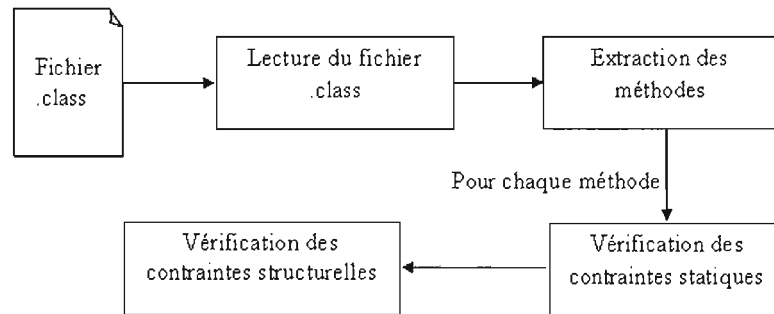 Fichier
.class
Lecture du fichier
.class
Extraction des
méthodes
Pour chaque méthode
Vérification des
contraintes statiques
Vérification des
contraintes structurelles